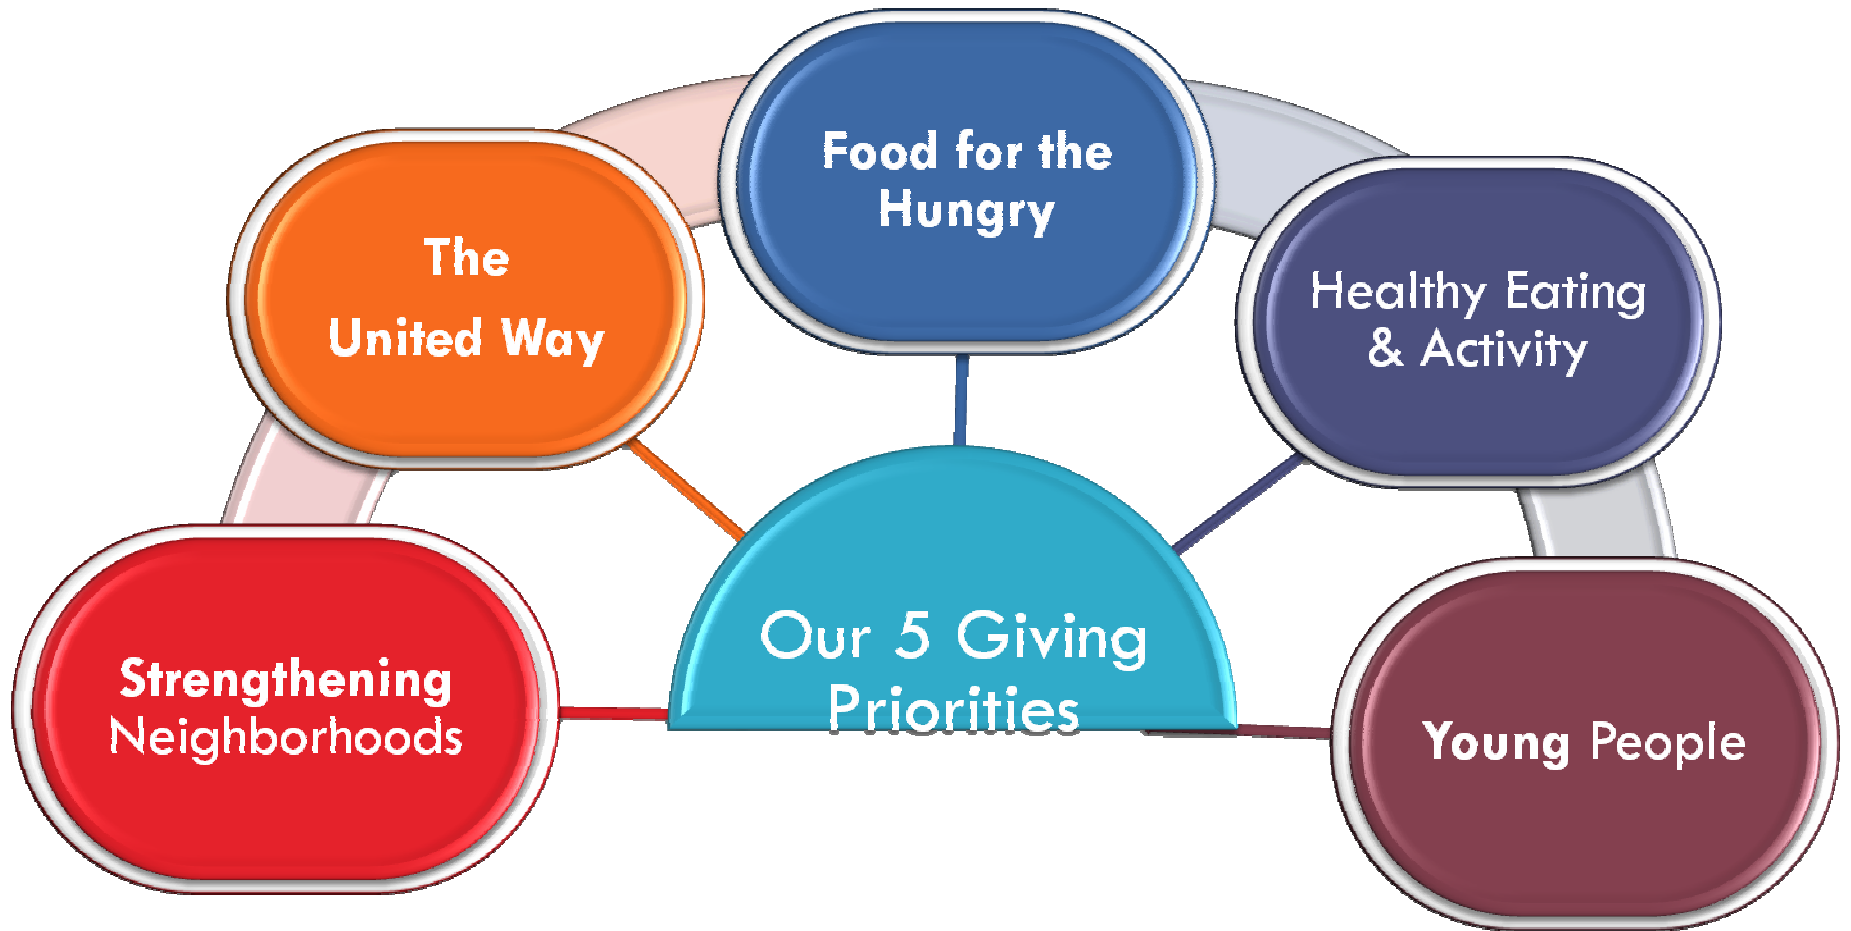 Food for the
Hungry
The
United Way
Healthy Eating
& Activity
Strengthening
Neighborhoods
Our 5 Giving
Priorities
Young People